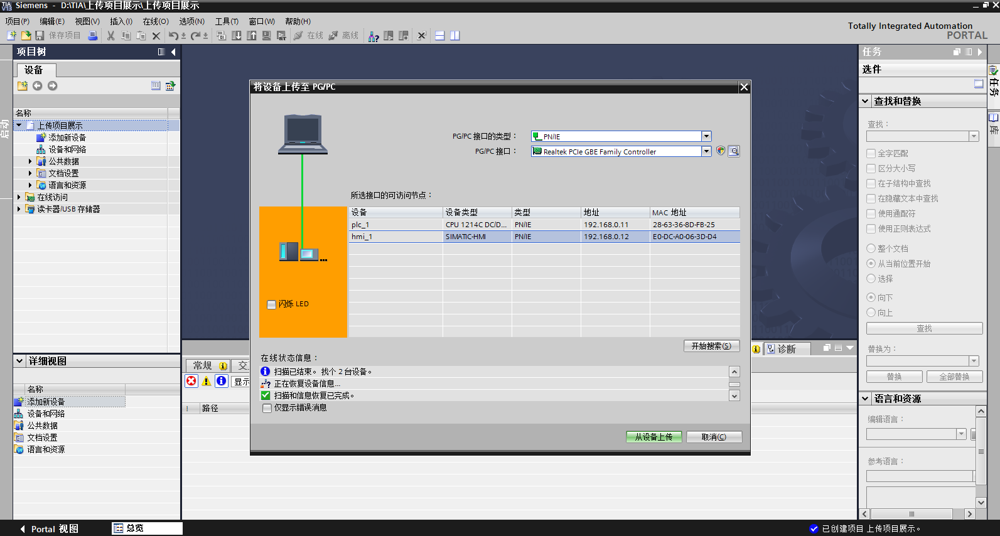 Siemens - D:\TIA\上传项目展示\上传项目展示
项目(P) 编辑(E) 视图(V) 插入(I) 在线(O) 选项(N) 工具(T) 窗口(W) 帮助(H)
Totally Integrated Automation
PORTAL
保存项目 在线 离线
项目树
设备
名称
上传项目展示
添加新设备
设备和网络
公共数据
文档设置
语言和资源
在线访问
读卡器/USB 存储器
启动
详细视图
名称
添加新设备
设备和网络
公共数据
文档设置
语言和资源
将设备上传至 PG/PC
PG/PC 接口的类型： PN/IE
PG/PC 接口： Realtek PCIe GBE Family Controller
所选接口的可访问节点：
设备 设备类型 类型 地址 MAC 地址
plc_1 CPU 1214C DC/D... PN/IE 192.168.0.11 28-63-36-8D-FB-25
hmi_1 SIMATIC-HMI PN/IE 192.168.0.12 E0-DC-A0-06-3D-D4
闪烁 LED
开始搜索(S)
在线状态信息：
扫描已结束。找个 2 台设备。
正在恢复设备信息...
扫描和信息恢复已完成。
仅显示错误消息
从设备上传 取消(C)
常规 交
诊断
显示
! 路径
任务
选件
查找和替换
查找：
全字匹配
区分大小写
在子结构中查找
在隐藏文本中查找
使用通配符
使用正则表达式
整个文档
从当前位置开始
选择
向下
向上
查找
替换为：
替换 全部替换
语言和资源
编辑语言：
参考语言：
任务
库
Portal 视图 总览
已创建项目 上传项目展示。